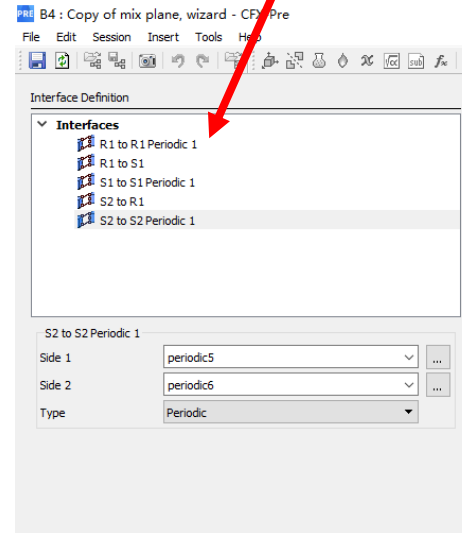 PRE B4 : Copy of mix plane, wizard - CFX-Pre
File Edit Session Insert Tools Help
Interface Definition
Interfaces
R1 to R1 Periodic 1
R1 to S1
S1 to S1 Periodic 1
S2 to R1
S2 to S2 Periodic 1
S2 to S2 Periodic 1
Side 1 periodic5 ...
Side 2 periodic6 ...
Type Periodic